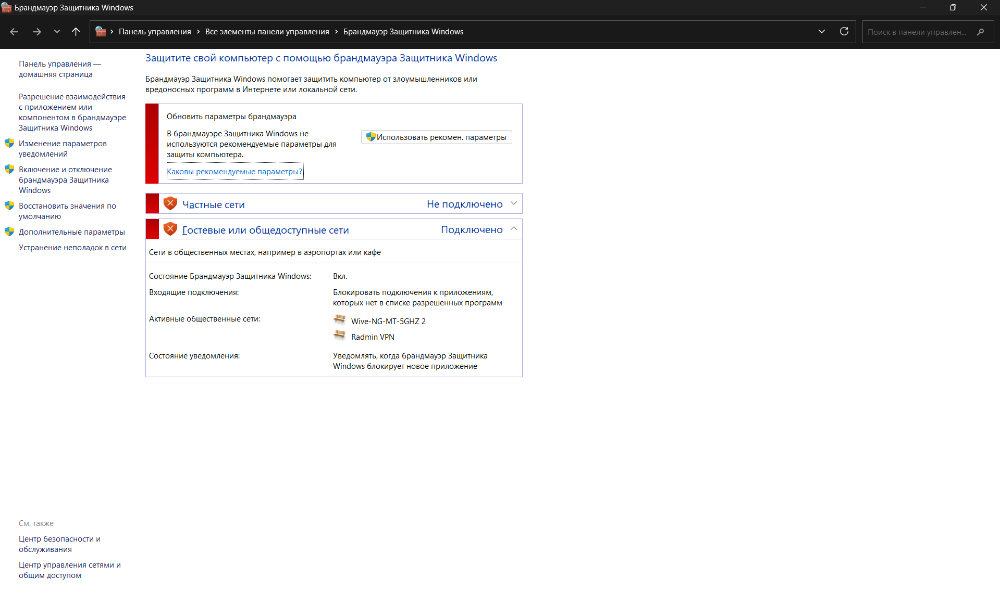 Брандмауэр Защитника Windows
Панель управления
Все элементы панели управления
Брандмауэр Защитника Windows
Поиск в панели управлен...
Панель управления —
домашняя страница
Разрешение взаимодействия
с приложением или
компонентом в брандмауэре
Защитника Windows
Изменение параметров
уведомлений
Включение и отключение
брандмауэра Защитника
Windows
Восстановить значения по
умолчанию
Дополнительные параметры
Устранение неполадок в сети
Защитите свой компьютер с помощью брандмауэра Защитника Windows
Брандмауэр Защитника Windows помогает защитить компьютер от злоумышленников или
вредоносных программ в Интернете или локальной сети.
Обновить параметры брандмауэра
В брандмауэре Защитника Windows не
используются рекомендуемые параметры для
защиты компьютера.
Использовать рекомен. параметры
Каковы рекомендуемые параметры?
Частные сети
Не подключено
Гостевые или общедоступные сети
Подключено
Сети в общественных местах, например в аэропортах или кафе
Состояние Брандмауэр Защитника Windows:
Вкл.
Входящие подключения:
Блокировать подключения к приложениям,
которых нет в списке разрешенных программ
Активные общественные сети:
Wive-NG-MT-5GHZ 2
Radmin VPN
Состояние уведомления:
Уведомлять, когда брандмауэр Защитника
Windows блокирует новое приложение
См. также
Центр безопасности и
обслуживания
Центр управления сетями и
общим доступом